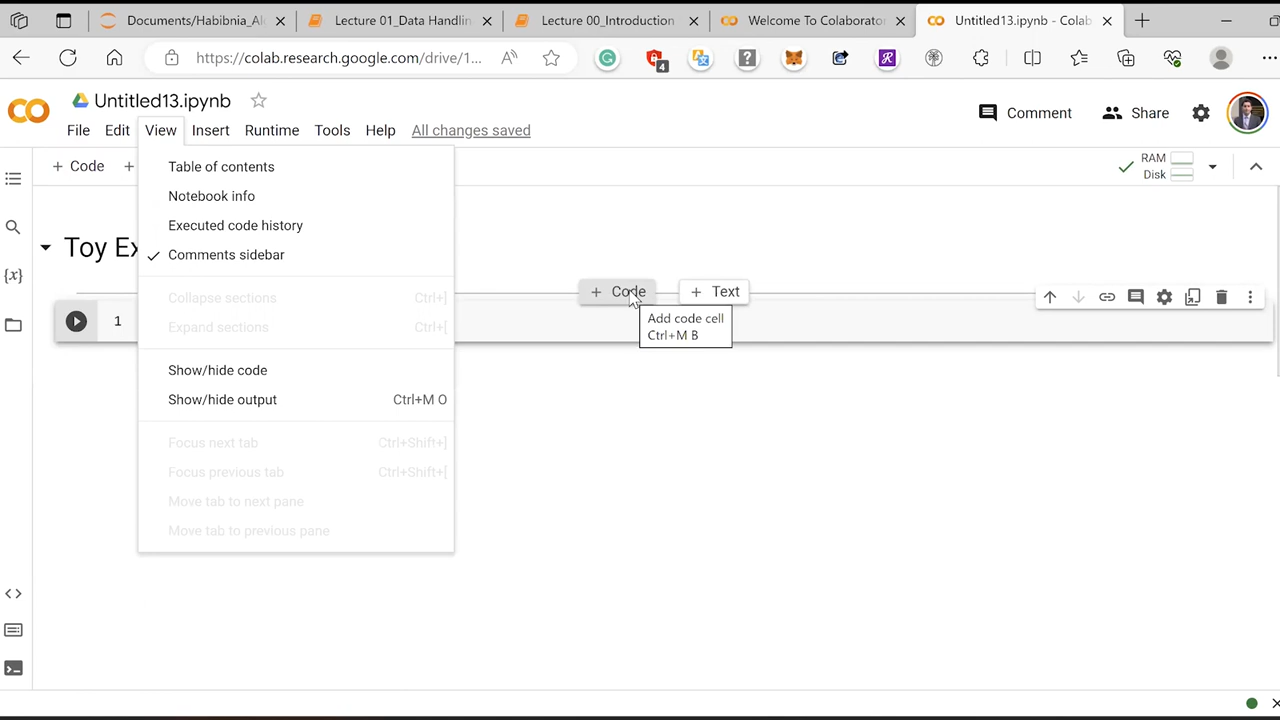 Documents/Habibnia_Al
Lecture 01_Data Handlin
Lecture 00_Introduction
Welcome To Colaborator
Untitled13.ipynb - Colab
https://colab.research.google.com/drive/1...
4
Untitled13.ipynb
Comment
Share
File Edit View Insert Runtime Tools Help All changes saved
+ Code +
RAM
Disk
Table of contents
Notebook info
Executed code history
Comments sidebar
Collapse sections Ctrl+]
Expand sections Ctrl+[
Show/hide code
Show/hide output Ctrl+M O
Focus next tab Ctrl+Shift+]
Focus previous tab Ctrl+Shift+[
Move tab to next pane
Move tab to previous pane
Toy Ex
+ Code + Text
Add code cell
Ctrl+M B
1